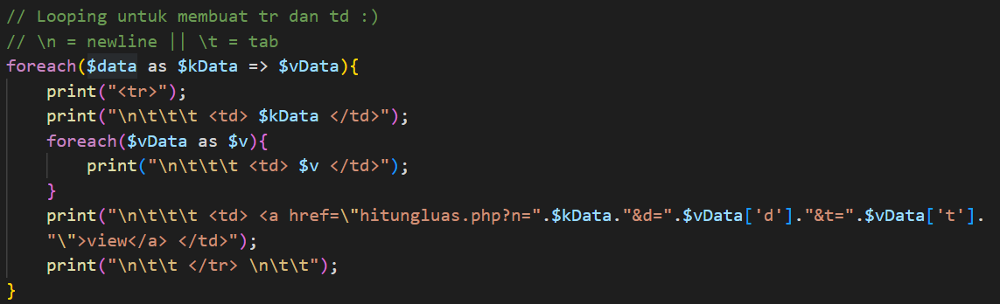 // Looping untuk membuat tr dan td :)
// \n = newline || \t = tab
foreach($data as $kData => $vData){
    print("<tr>");
    print("\n\t\t\t <td> $kData </td>");
    foreach($vData as $v){
        print("\n\t\t\t <td> $v </td>");
    }
    print("\n\t\t\t <td> <a href=\"hitungluas.php?n=".$kData."&d=".$vData['d']."&t=".$vData['t'].
    "\">view</a> </td>");
    print("\n\t\t </tr> \n\t\t");
}